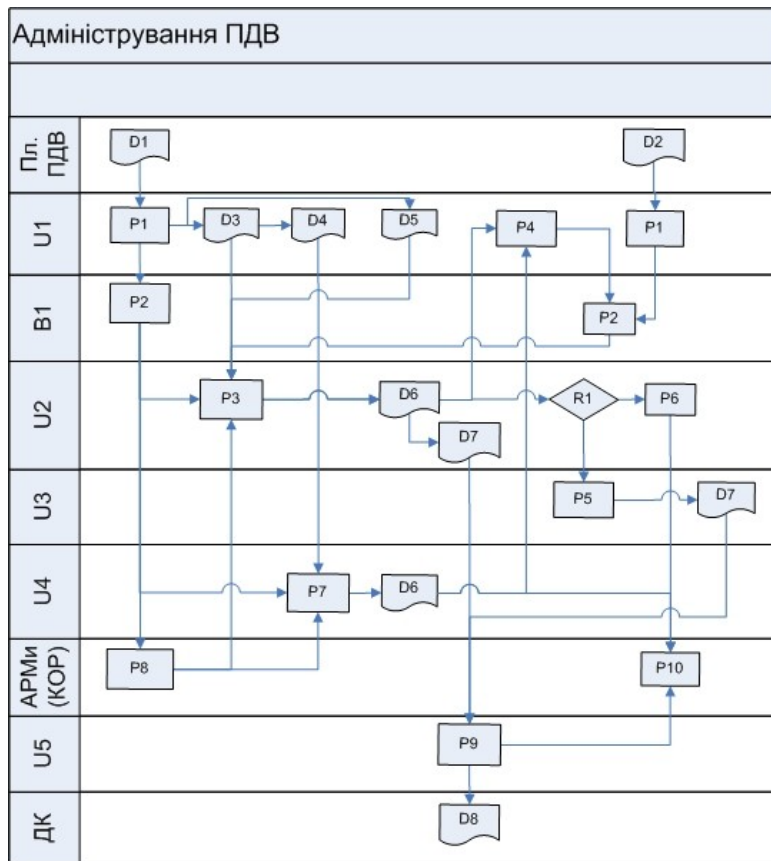 Адміністрування ПДВ
Пл. ПДВ
D1
D2
U1
P1
D3
D4
D5
P4
P1
B1
P2
P2
U2
P3
D6
R1
P6
D7
U3
P5
D7
U4
P7
D6
АРМи (КОР)
P8
P10
U5
P9
ДК
D8